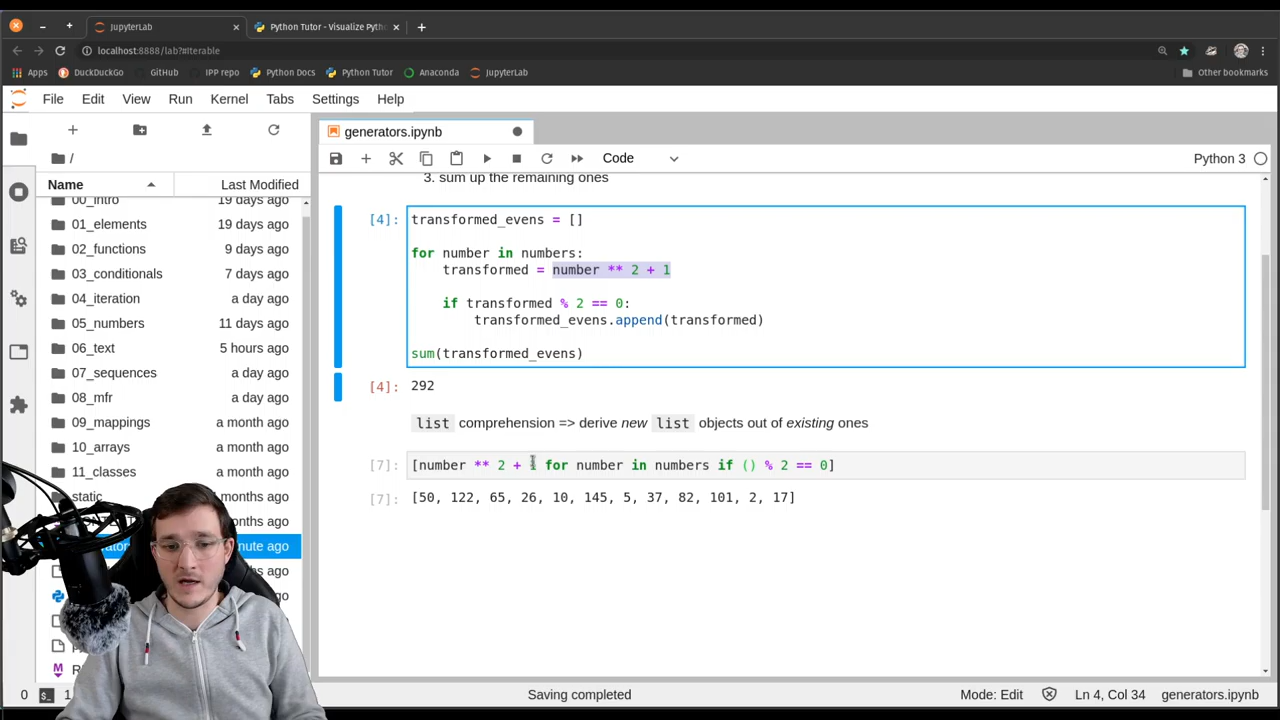 JupyterLab
Python Tutor - Visualize Pyth
localhost:8888/lab?#Iterable
Apps DuckDuckGo GitHub IPP repo Python Docs Python Tutor Anaconda JupyterLab Other bookmarks
File Edit View Run Kernel Tabs Settings Help
generators.ipynb
Code
Python 3
/
Name Last Modified
00_intro 19 days ago
01_elements 19 days ago
02_functions 9 days ago
03_conditionals 7 days ago
04_iteration a day ago
05_numbers 11 days ago
06_text 5 hours ago
07_sequences a day ago
08_mfr a day ago
09_mappings a month ago
10_arrays a month ago
11_classes a month ago
static months ago
months ago
ago
ago
ago
ago
ago
3. sum up the remaining ones
[4]:
transformed_evens = []
for number in numbers:
transformed = number ** 2 + 1
if transformed % 2 == 0:
transformed_evens.append(transformed)
sum(transformed_evens)
[4]: 292
list comprehension => derive new list objects out of existing ones
[7]: [number ** 2 + 1 for number in numbers if () % 2 == 0]
[7]: [50, 122, 65, 26, 10, 145, 5, 37, 82, 101, 2, 17]
0 1 Saving completed Mode: Edit Ln 4, Col 34 generators.ipynb